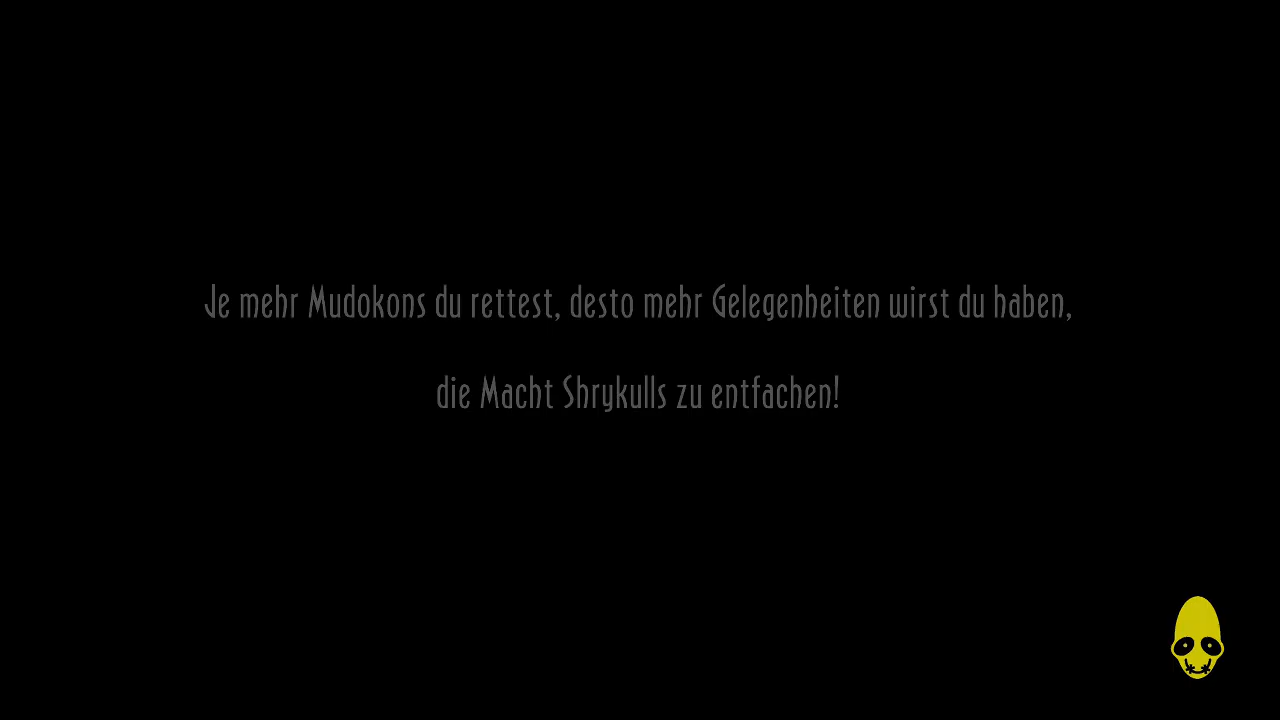 Je mehr Mudokons du rettest, desto mehr Gelegenheiten wirst du haben,
die Macht Shrykulls zu entfachen!